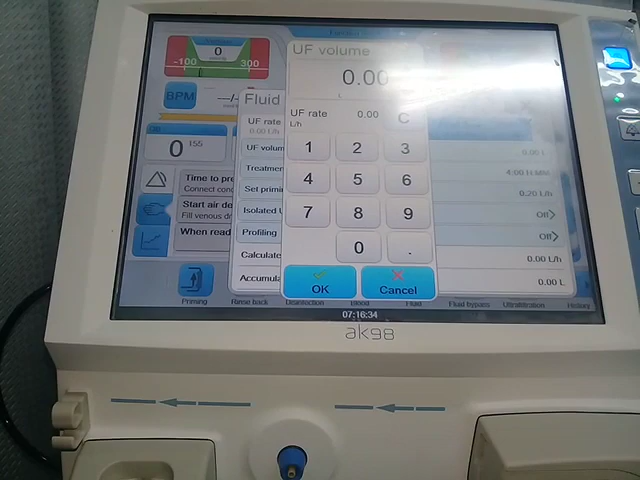 UF volume
0
-100
300
0.00
L
BPM
--/--
Fluid
UF rate
L/h
0.00
C
UF rate
0.00 L/h
1
2
3
0
155
UF volum
0.00 L
Treatmen
4:00 H:Min
4
5
6
Time to pre
Connect conc
Set primi
0.20 L/h
Start air de
Fill venous dr
Isolated U
Off>
7
8
9
When read
Profiling
Off>
0
.
Calculate
0.00 L/h
Accumula
0.00 L
OK
Cancel
Priming
Rinse back
Disinfection
Blood
Fluid
Fluid bypass
Ultrafiltration
History
07:16:34
ak98